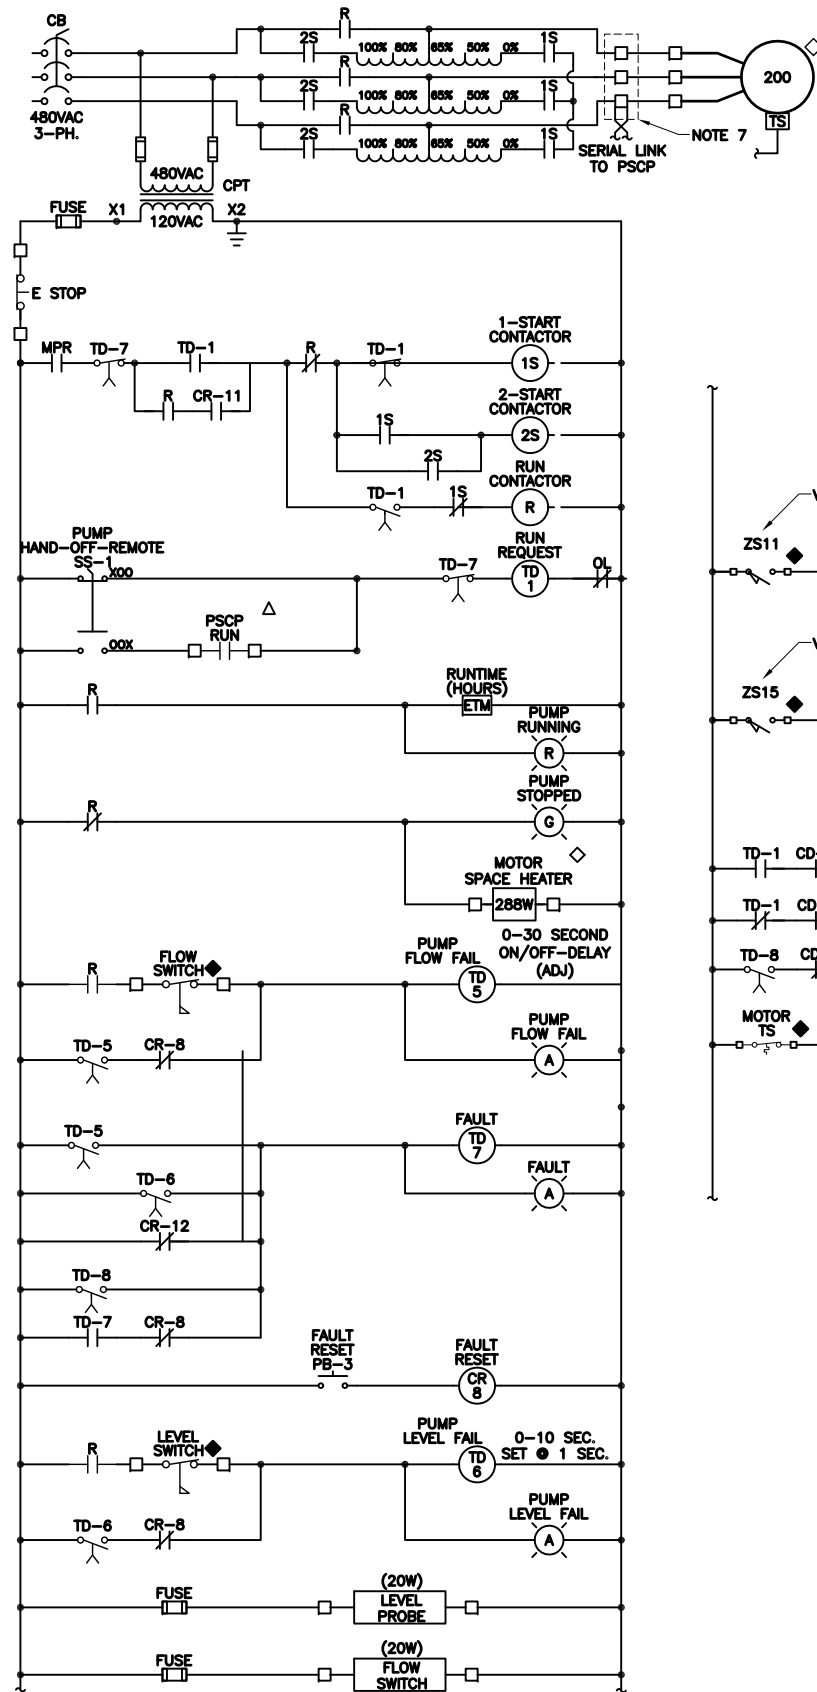 CB
R
2S
100% 80% 65% 50% 0%
1S
R
2S
100% 80% 65% 50% 0%
1S
200
R
480VAC
3-PH.
2S
100% 80% 65% 50% 0%
1S
TS
NOTE 7
SERIAL LINK
TO PSCP
480VAC
CPT
FUSE
X1
120VAC
X2
E STOP
MPR
TD-7
TD-1
R
TD-1
1-START
CONTACTOR
1S
R
CR-11
2-START
CONTACTOR
1S
2S
2S
RUN
CONTACTOR
TD-1
1S
R
PUMP
HAND-OFF-REMOTE
SS-1
X00
TD-7
RUN
REQUEST
TD
1
OL
00X
PSCP
RUN
ZS11
R
RUNTIME
(HOURS)
ETM
ZS15
PUMP
RUNNING
R
R
PUMP
STOPPED
G
MOTOR
SPACE HEATER
288W
TD-1
CD-
TD-1
CD
TD-8
CD
MOTOR
TS
R
FLOW
SWITCH
PUMP
FLOW FAIL
TD
5
0-30 SECOND
ON/OFF-DELAY
(ADJ)
TD-5
CR-8
PUMP
FLOW FAIL
A
TD-5
FAULT
TD
7
TD-6
FAULT
A
CR-12
TD-8
TD-7
CR-8
FAULT
RESET
PB-3
FAULT
RESET
CR
8
R
LEVEL
SWITCH
PUMP
LEVEL FAIL
TD
6
0-10 SEC.
SET @ 1 SEC.
TD-6
CR-8
PUMP
LEVEL FAIL
A
FUSE
(20W)
LEVEL
PROBE
FUSE
(20W)
FLOW
SWITCH